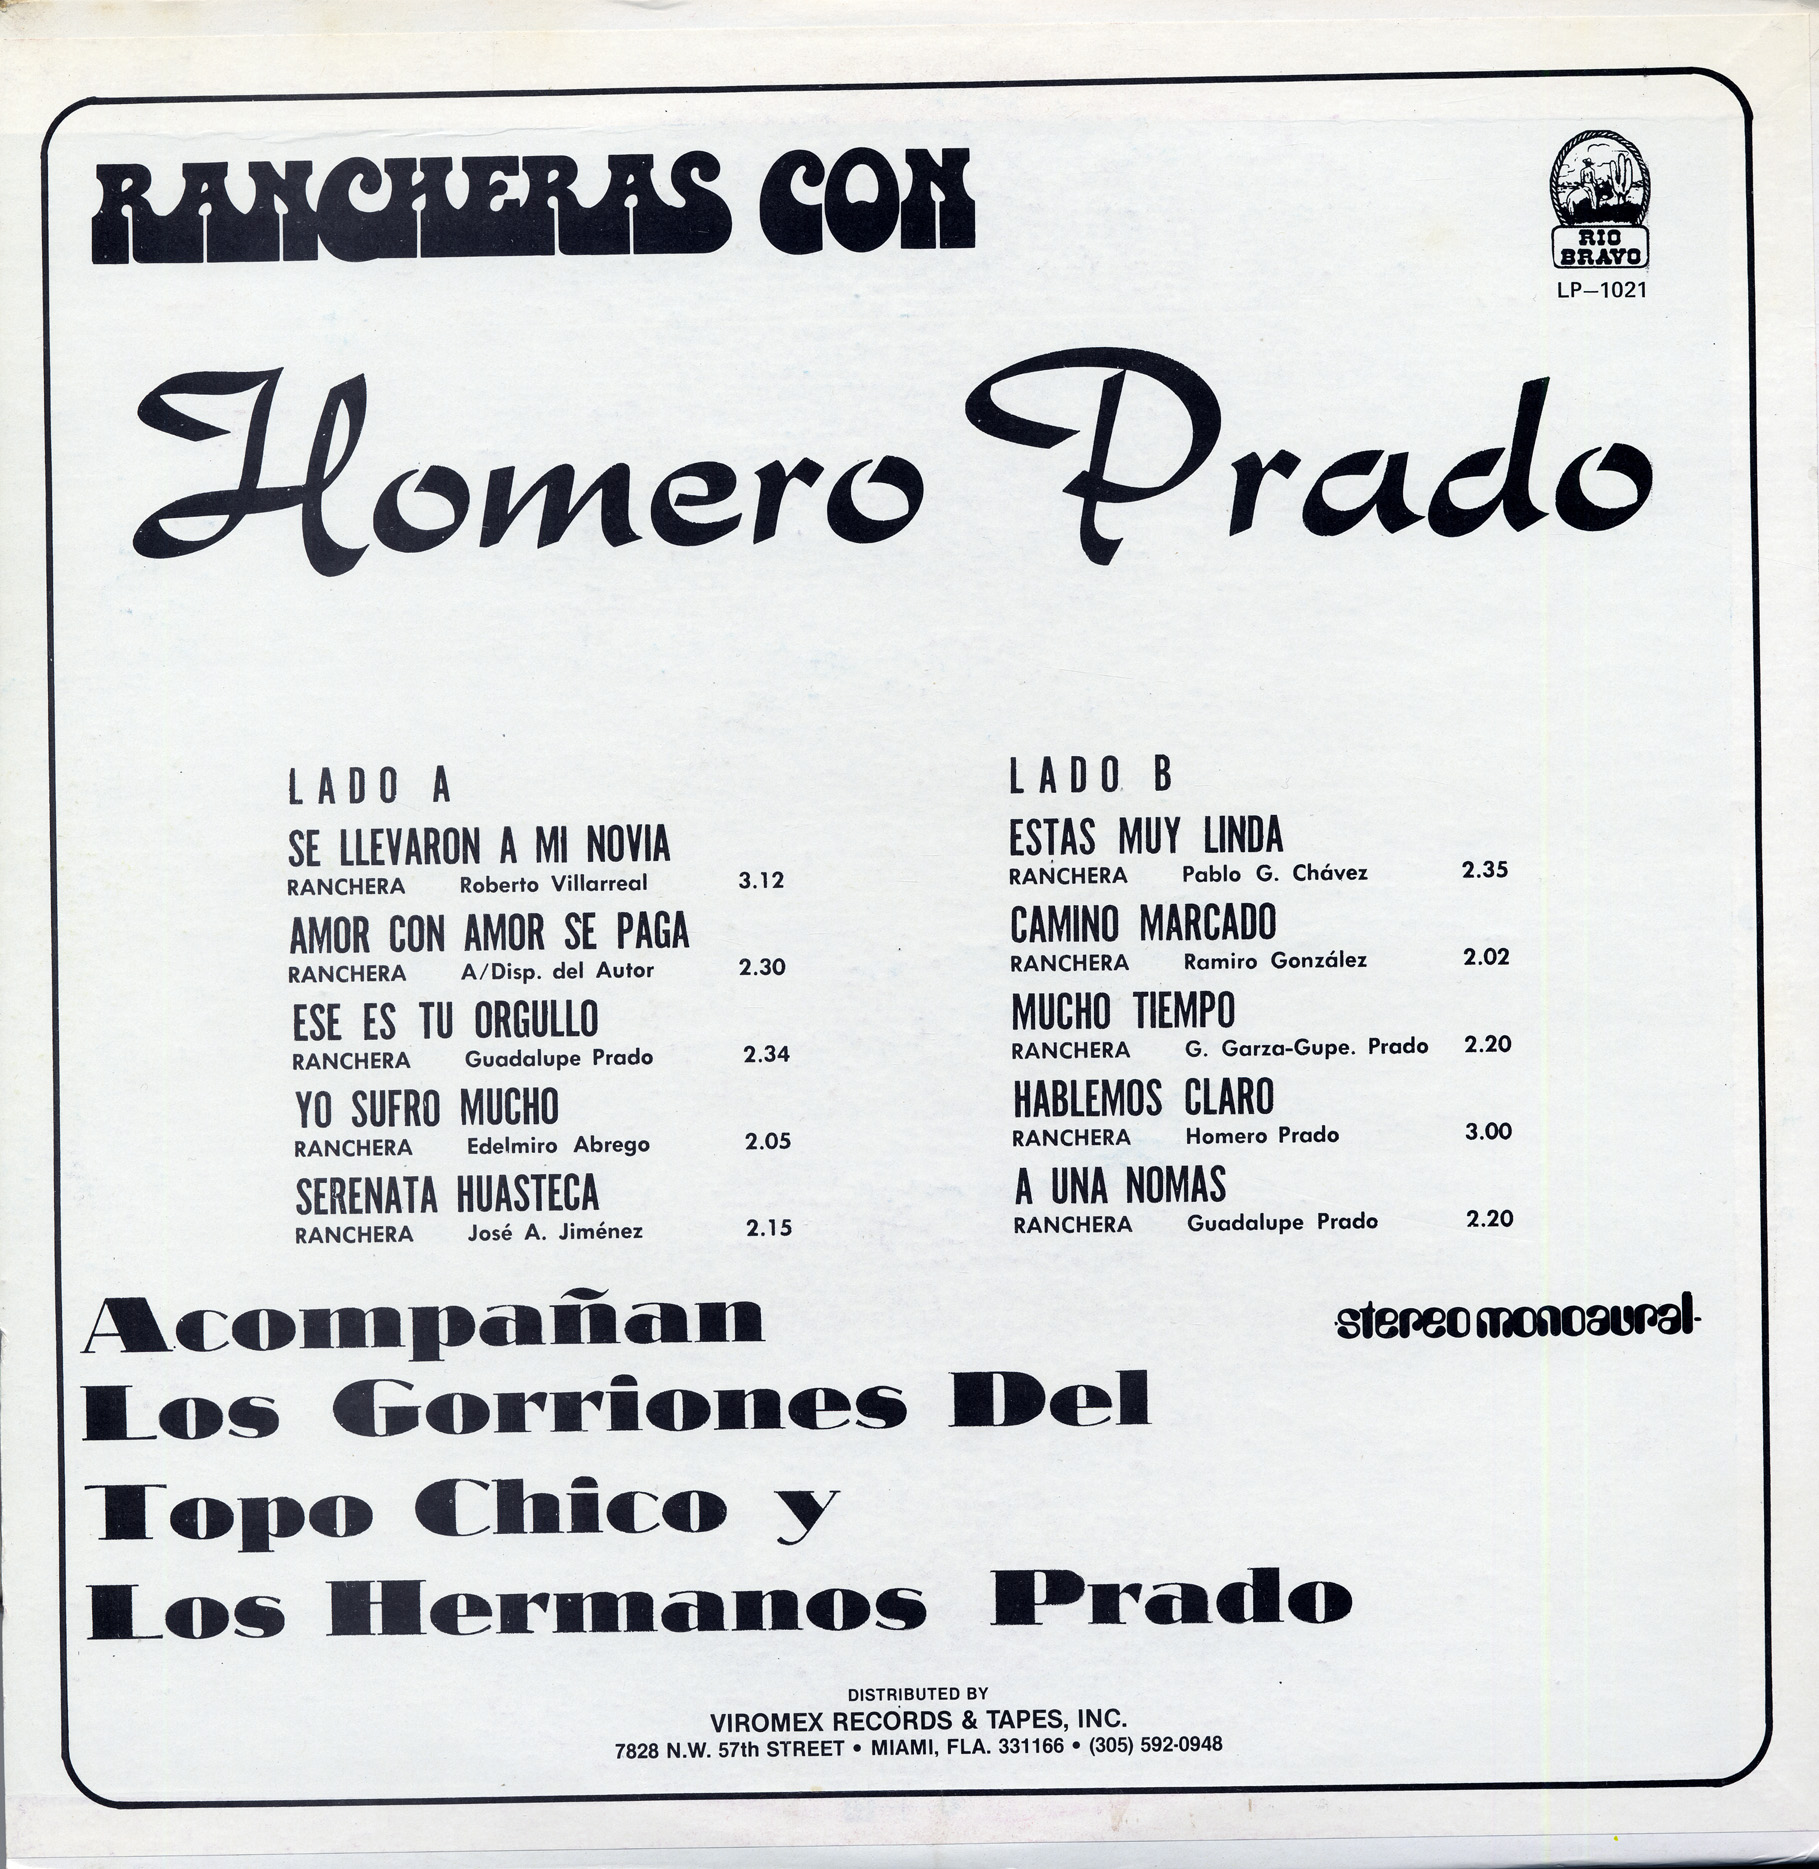 RANCHERAS CON
RIO
BRAVO
LP-1021
Homero Prado
LADO A
SE LLEVARON A MI NOVIA
RANCHERA Roberto Villarreal 3.12
AMOR CON AMOR SE PAGA
RANCHERA A/Disp. del Autor 2.30
ESE ES TU ORGULLO
RANCHERA Guadalupe Prado 2.34
YO SUFRO MUCHO
RANCHERA Edelmiro Abrego 2.05
SERENATA HUASTECA
RANCHERA José A. Jiménez 2.15
LADO B
ESTAS MUY LINDA
RANCHERA Pablo G. Chávez 2.35
CAMINO MARCADO
RANCHERA Ramiro González 2.02
MUCHO TIEMPO
RANCHERA G. Garza-Gupe. Prado 2.20
HABLEMOS CLARO
RANCHERA Homero Prado 3.00
A UNA NOMAS
RANCHERA Guadalupe Prado 2.20
Acompañan
Los Gorriones Del
Topo Chico y
Los Hermanos Prado
·stereo monoaural·
DISTRIBUTED BY
VIROMEX RECORDS & TAPES, INC.
7828 N.W. 57th STREET • MIAMI, FLA. 331166 • (305) 592-0948